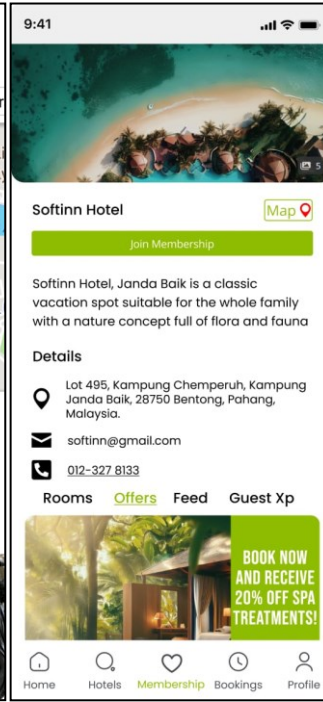 9:41
5
Softinn Hotel
Map
Join Membership
Softinn Hotel, Janda Baik is a classic
vacation spot suitable for the whole family
with a nature concept full of flora and fauna
Details
Lot 495, Kampung Chemperuh, Kampung
Janda Baik, 28750 Bentong, Pahang,
Malaysia.
softinn@gmail.com
012-327 8133
Rooms Offers Feed Guest Xp
BOOK NOW
AND RECEIVE
20% OFF SPA
TREATMENTS!
Home Hotels Membership Bookings Profile